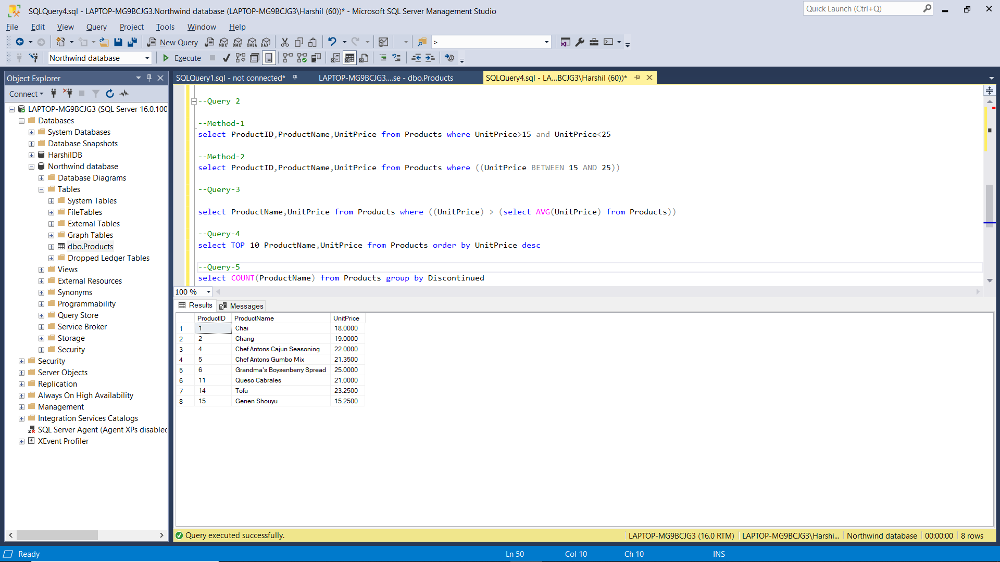 SQLQuery4.sql - LAPTOP-MG9BCJG3.Northwind database (LAPTOP-MG9BCJG3\Harshil (60))* - Microsoft SQL Server Management Studio
Quick Launch (Ctrl+Q)
File Edit View Query Project Tools Window Help
New Query MDX DMX XMLA DAX >
Northwind database Execute
Object Explorer
SQLQuery1.sql - not connected* LAPTOP-MG9BCJG3....se - dbo.Products SQLQuery4.sql - LA...BCJG3\Harshil (60))*
Connect
LAPTOP-MG9BCJG3 (SQL Server 16.0.100
Databases
System Databases
Database Snapshots
HarshilDB
Northwind database
Database Diagrams
Tables
System Tables
FileTables
External Tables
Graph Tables
dbo.Products
Dropped Ledger Tables
Views
External Resources
Synonyms
Programmability
Query Store
Service Broker
Storage
Security
Security
Server Objects
Replication
Always On High Availability
Management
Integration Services Catalogs
SQL Server Agent (Agent XPs disabled
XEvent Profiler
--Query 2
--Method-1
select ProductID,ProductName,UnitPrice from Products where UnitPrice>15 and UnitPrice<25
--Method-2
select ProductID,ProductName,UnitPrice from Products where ((UnitPrice BETWEEN 15 AND 25))
--Query-3
select ProductName,UnitPrice from Products where ((UnitPrice) > (select AVG(UnitPrice) from Products))
--Query-4
select TOP 10 ProductName,UnitPrice from Products order by UnitPrice desc
--Query-5
select COUNT(ProductName) from Products group by Discontinued
100 %
Results Messages
ProductID ProductName UnitPrice
1 1 Chai 18.0000
2 2 Chang 19.0000
3 4 Chef Antons Cajun Seasoning 22.0000
4 5 Chef Antons Gumbo Mix 21.3500
5 6 Grandma's Boysenberry Spread 25.0000
6 11 Queso Cabrales 21.0000
7 14 Tofu 23.2500
8 15 Genen Shouyu 15.2500
Query executed successfully. LAPTOP-MG9BCJG3 (16.0 RTM) LAPTOP-MG9BCJG3\Harshi... Northwind database 00:00:00 8 rows
Ready Ln 50 Col 10 Ch 10 INS